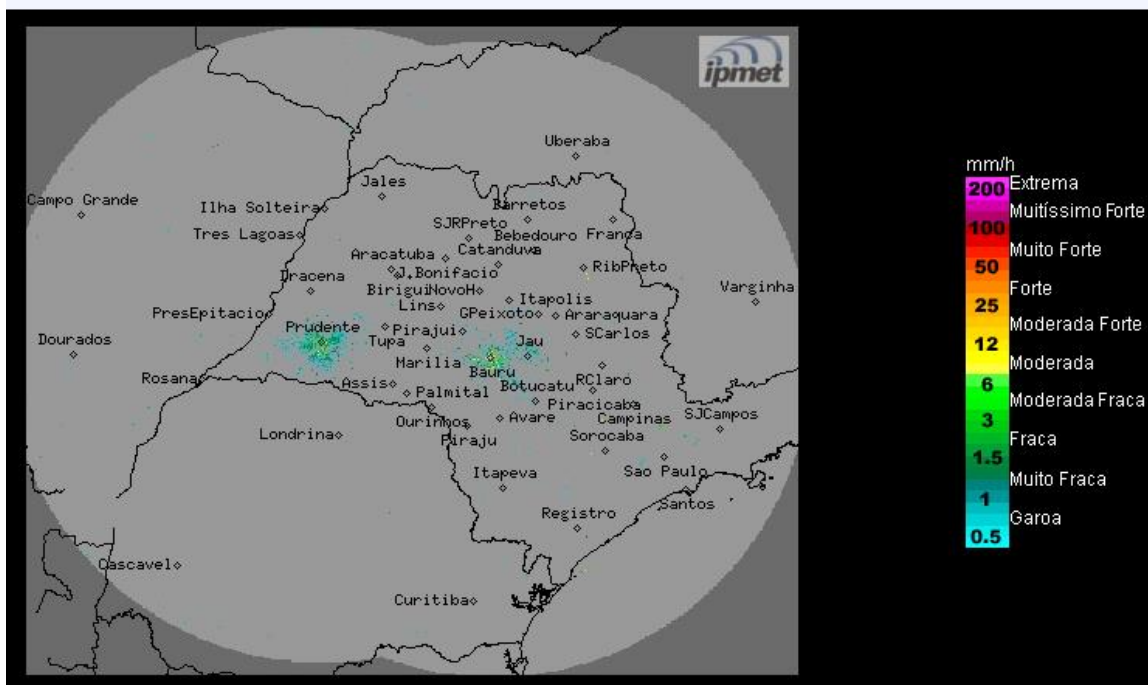 ipmet
Uberaba
Jales
Campo Grande
Ilha Solteira
Barretos
Tres Lagoas
SJRPreto
Bebedouro
Franca
Aracatuba
Catanduva
J.Bonifacio
RibPreto
Dracena
Birigui
NovoH
Varginha
Lins
Itapolis
PresEpitacio
GPeixoto
Araraquara
Prudente
Pirajui
SCarlos
Dourados
Tupa
Jau
Marilia
Bauru
Rosana
Assis
Botucatu
RClaro
Palmital
Piracicaba
Ourinhos
Avare
Campinas
SJCampos
Londrina
Piraju
Sorocaba
Itapeva
Sao Paulo
Santos
Registro
Cascavel
Curitiba
mm/h
200 Extrema
Muitíssimo Forte
100
Muito Forte
50
Forte
25
Moderada Forte
12
Moderada
6
Moderada Fraca
3
Fraca
1.5
Muito Fraca
1
Garoa
0.5